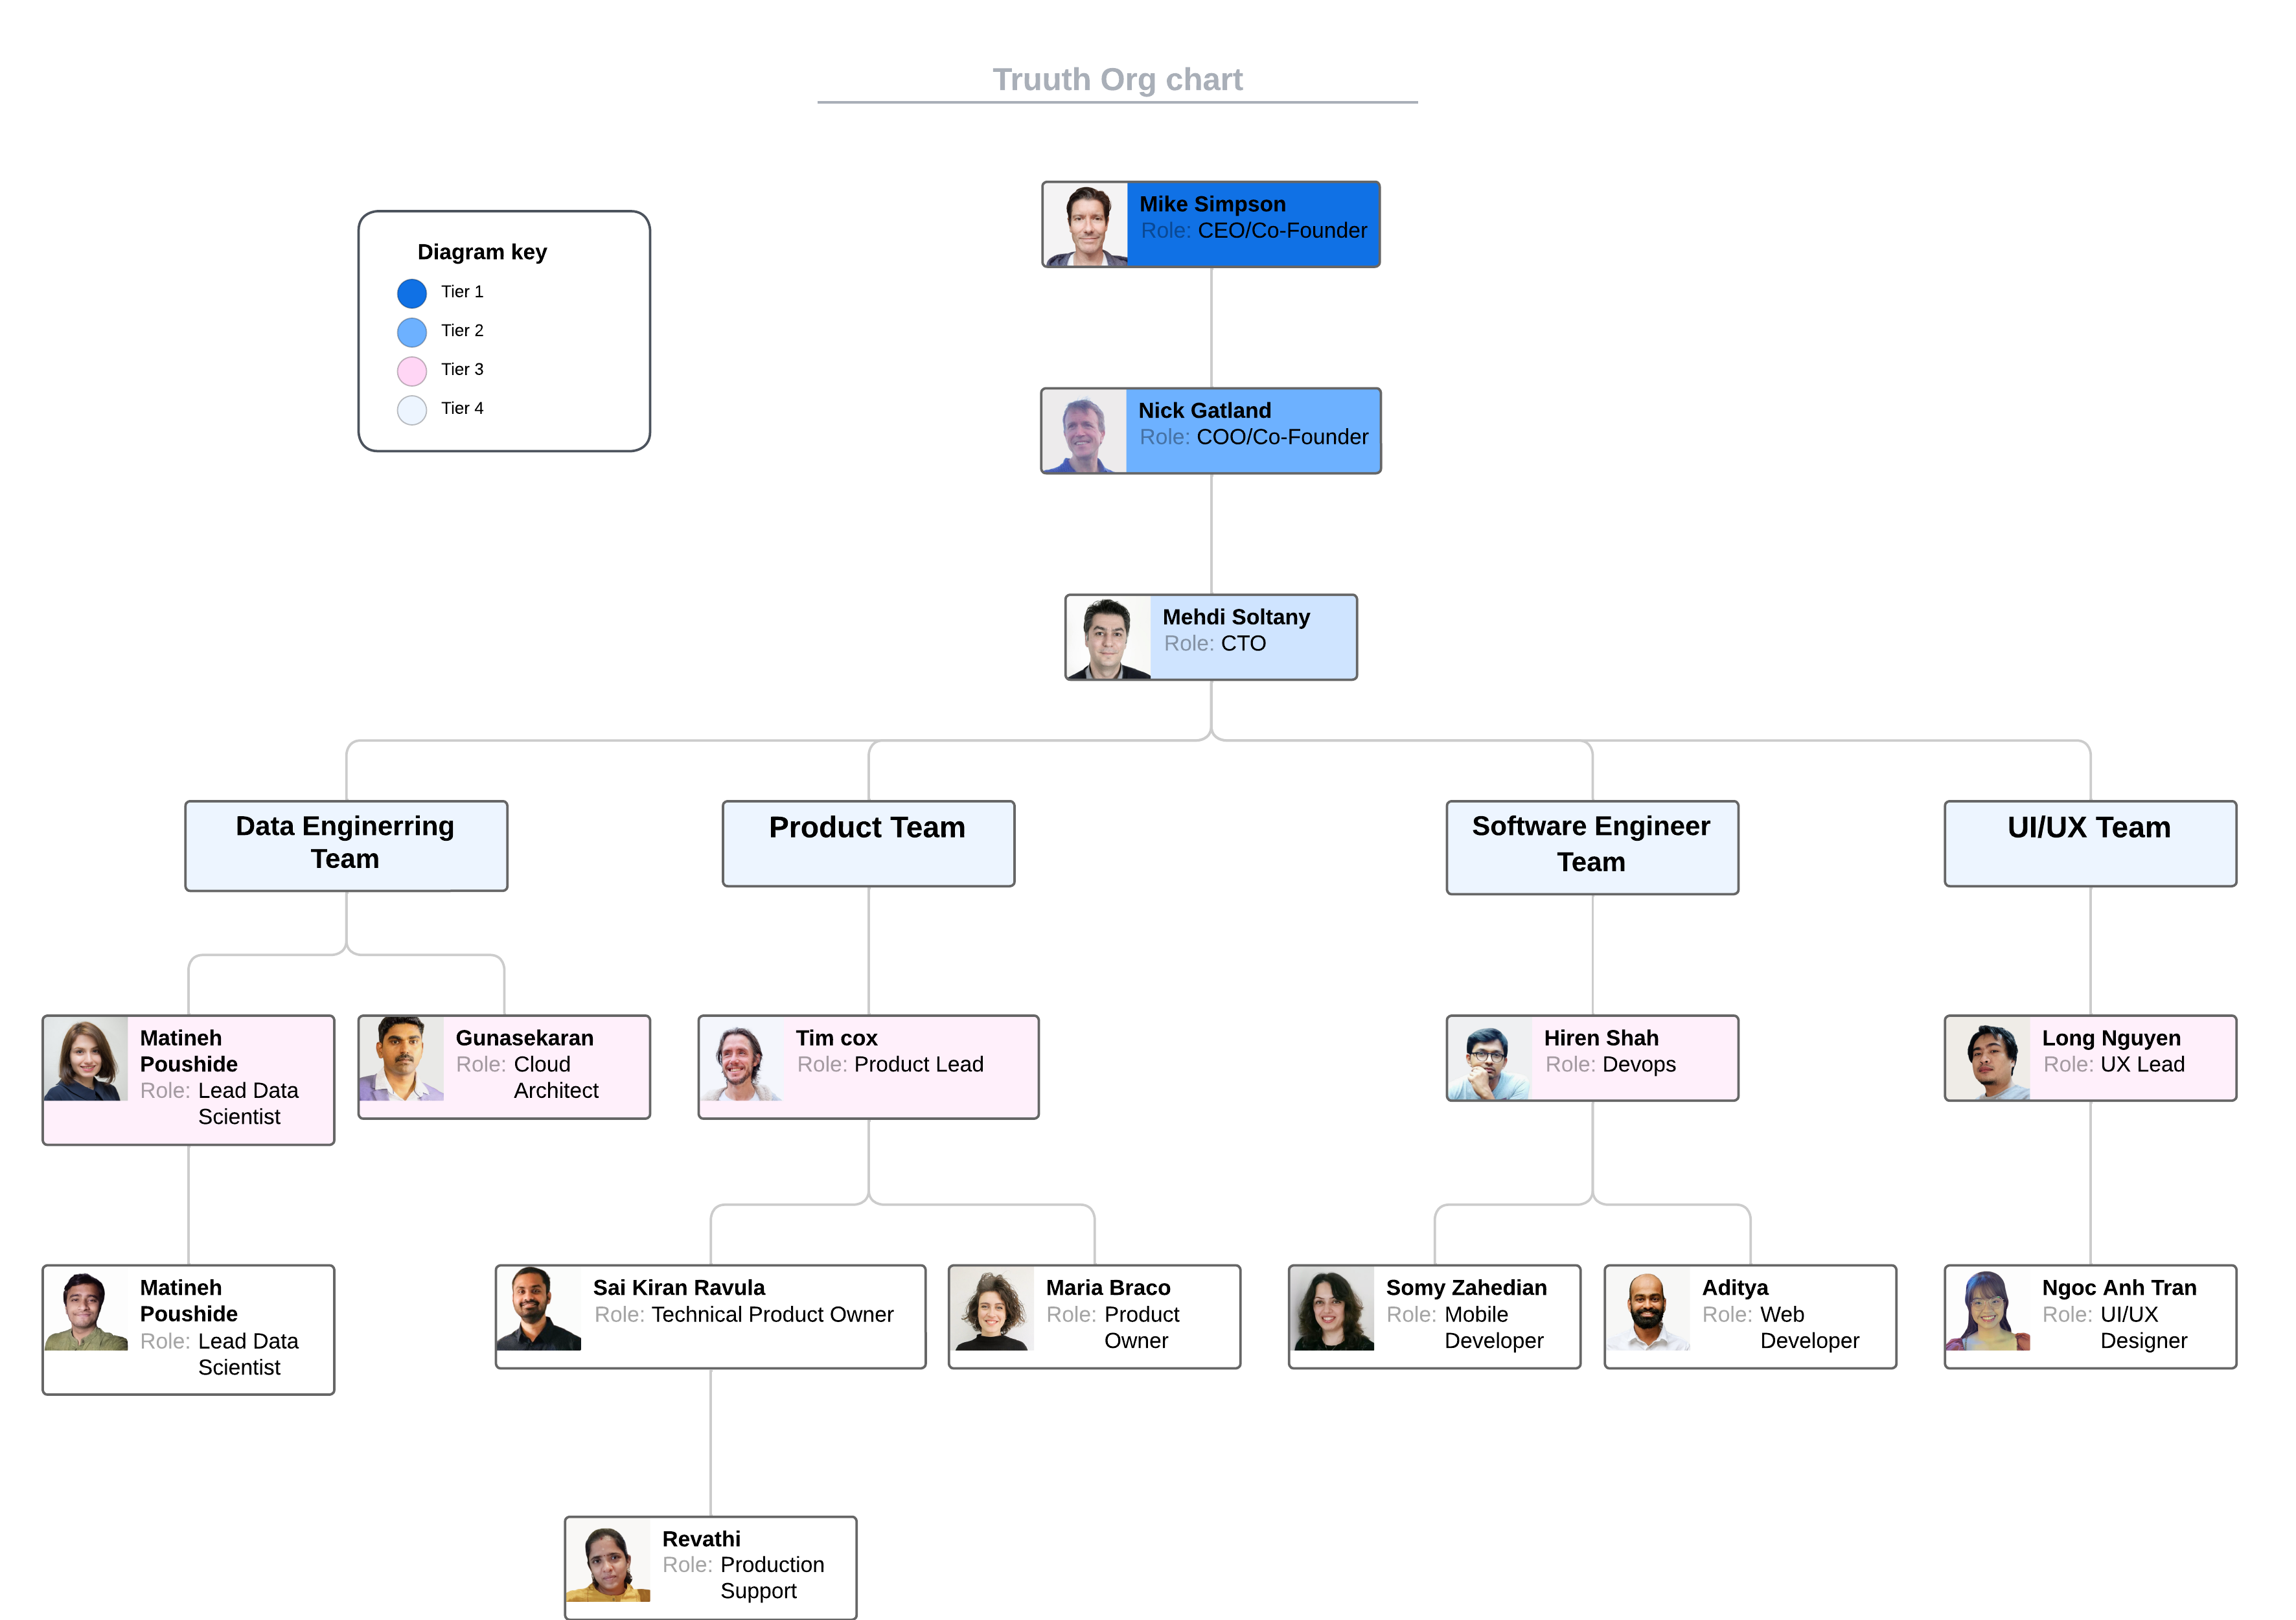 Truuth Org chart
Mike Simpson
Role: CEO/Co-Founder
Diagram key
Tier 1
Tier 2
Tier 3
Tier 4
Nick Gatland
Role: COO/Co-Founder
Mehdi Soltany
Role: CTO
Data Enginerring
Team
Product Team
Software Engineer
Team
UI/UX Team
Matineh
Poushide
Role: Lead Data
Scientist
Gunasekaran
Role: Cloud
Architect
Tim cox
Role: Product Lead
Hiren Shah
Role: Devops
Long Nguyen
Role: UX Lead
Matineh
Poushide
Role: Lead Data
Scientist
Sai Kiran Ravula
Role: Technical Product Owner
Maria Braco
Role: Product
Owner
Somy Zahedian
Role: Mobile
Developer
Aditya
Role: Web
Developer
Ngoc Anh Tran
Role: UI/UX
Designer
Revathi
Role: Production
Support